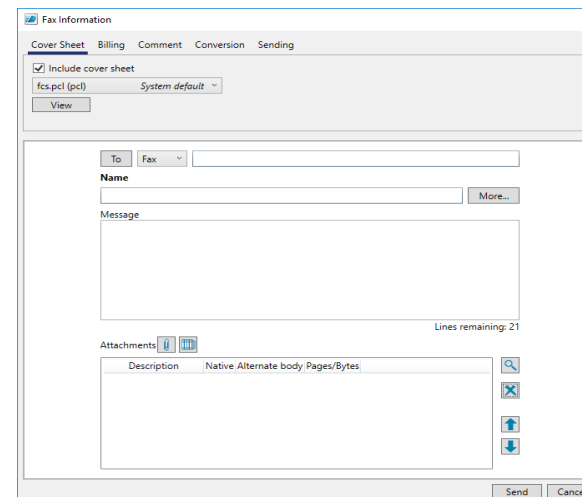 Fax Information
Cover Sheet Billing Comment Conversion Sending
Include cover sheet
fcs.pcl (pcl) System default
View
To Fax
Name
More...
Message
Lines remaining: 21
Attachments
Description Native Alternate body Pages/Bytes
Send Cance